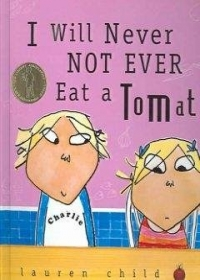 I Will Never
NOT EVER
Eat a Tomat
Charlie
lauren child